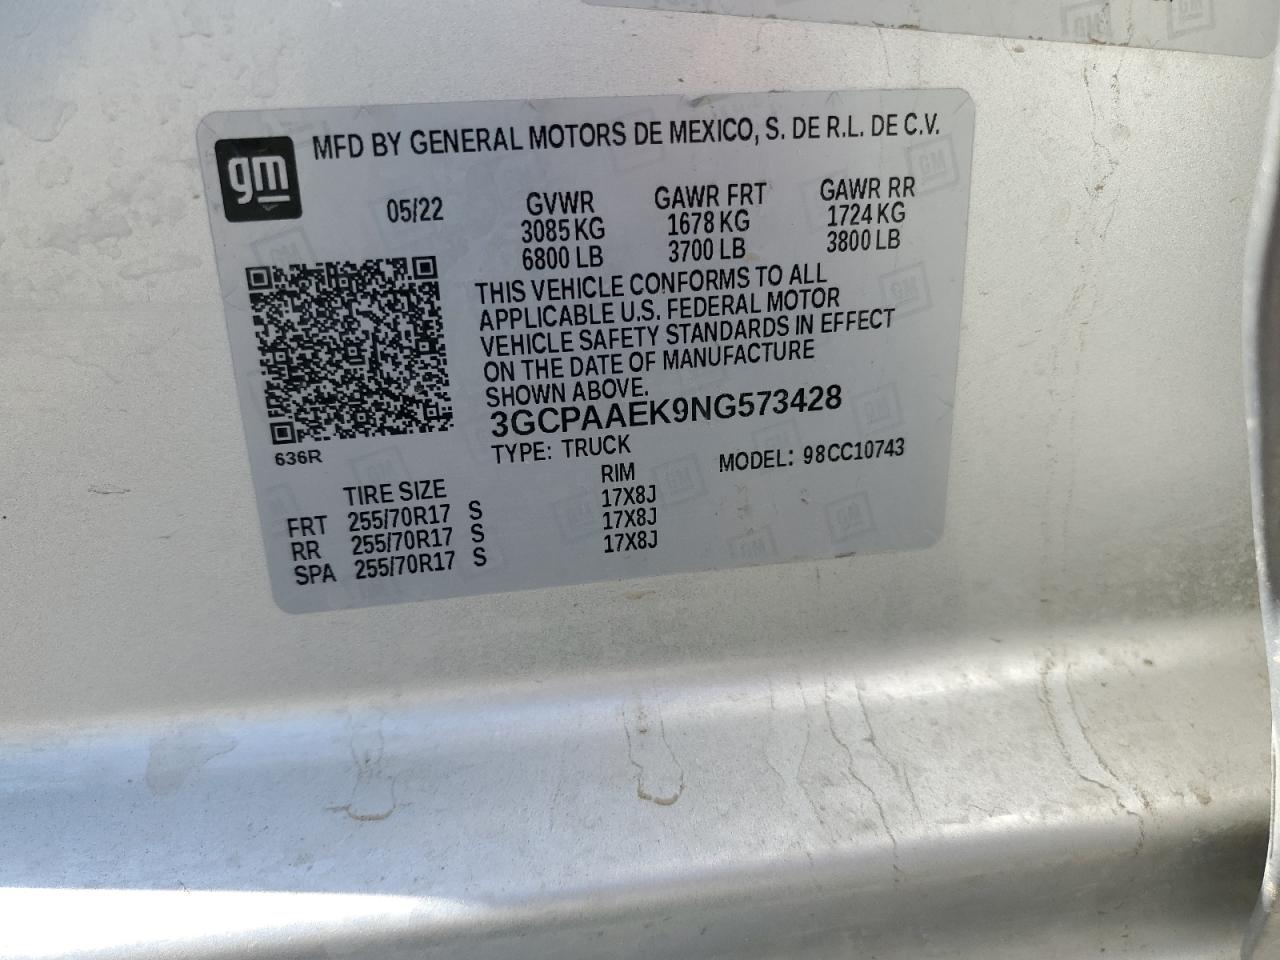 gm
MFD BY GENERAL MOTORS DE MEXICO, S. DE R.L. DE C.V.
05/22 GVWR GAWR FRT GAWR RR
3085 KG 1678 KG 1724 KG
6800 LB 3700 LB 3800 LB
THIS VEHICLE CONFORMS TO ALL
APPLICABLE U.S. FEDERAL MOTOR
VEHICLE SAFETY STANDARDS IN EFFECT
ON THE DATE OF MANUFACTURE
SHOWN ABOVE.
3GCPAAEK9NG573428
636R
TYPE: TRUCK MODEL: 98CC10743
TIRE SIZE RIM
FRT 255/70R17 S 17X8J
RR 255/70R17 S 17X8J
SPA 255/70R17 S 17X8J